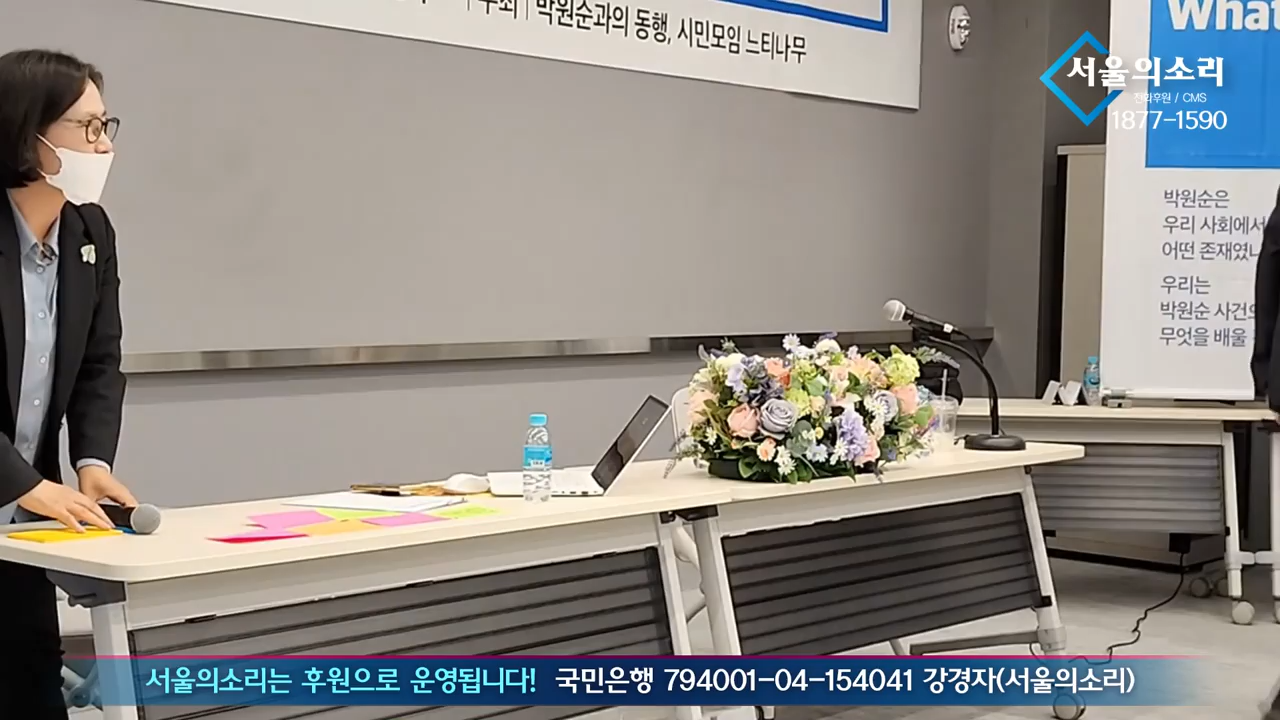 주최 | 박원순과의 동행, 시민모임 느티나무
What
서울의소리
전화후원 / CMS
1877-1590
박원순은
우리 사회에서
어떤 존재였나
우리는
박원순 사건으
무엇을 배울
서울의소리는 후원으로 운영됩니다! 국민은행 794001-04-154041 강경자(서울의소리)